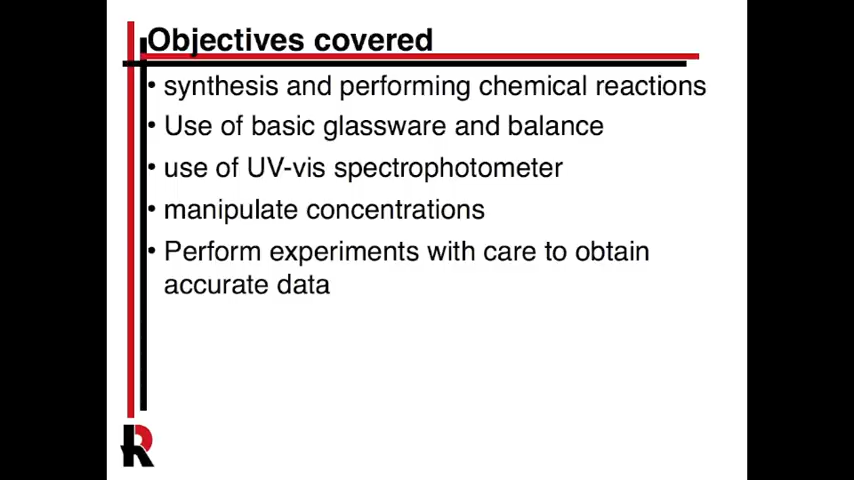 Objectives covered
• synthesis and performing chemical reactions
• Use of basic glassware and balance
• use of UV-vis spectrophotometer
• manipulate concentrations
• Perform experiments with care to obtain
accurate data
R